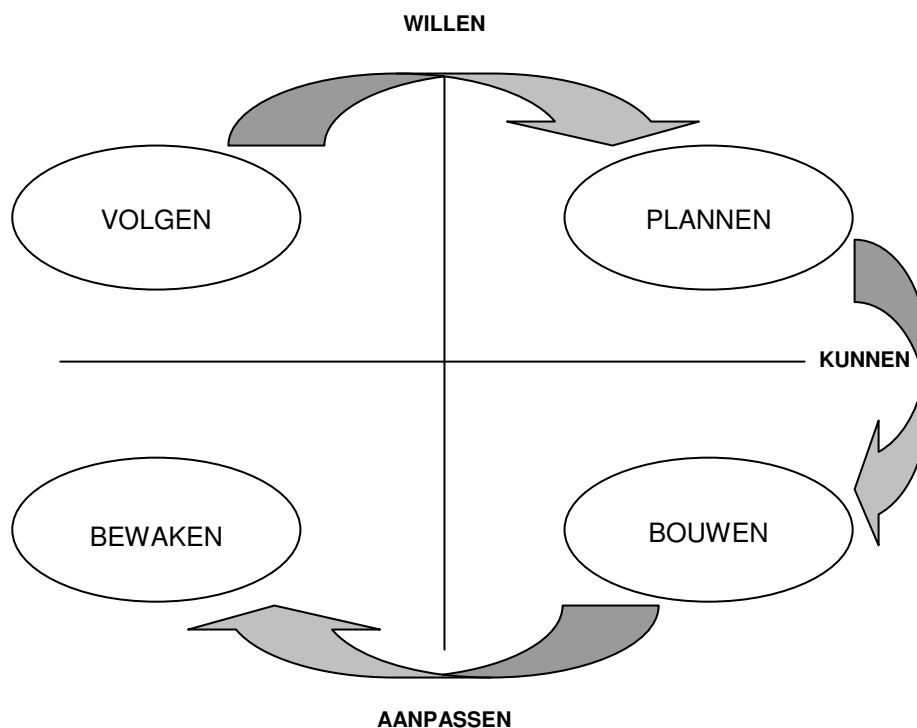 WILLEN
VOLGEN
PLANNEN
KUNNEN
BEWAKEN
BOUWEN
AANPASSEN